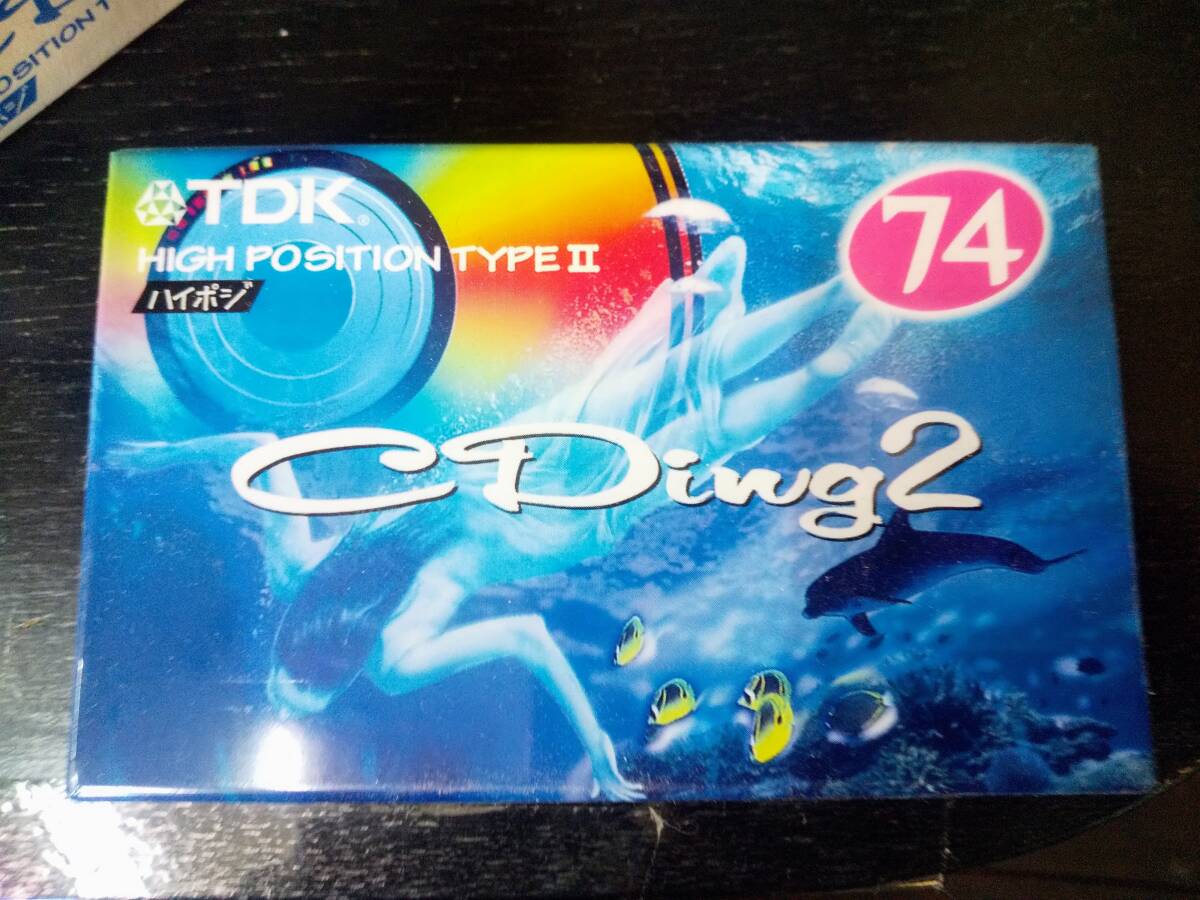 OSITION T
TDK®
74
HIGH POSITION TYPE II
ハイポジ
CDing2